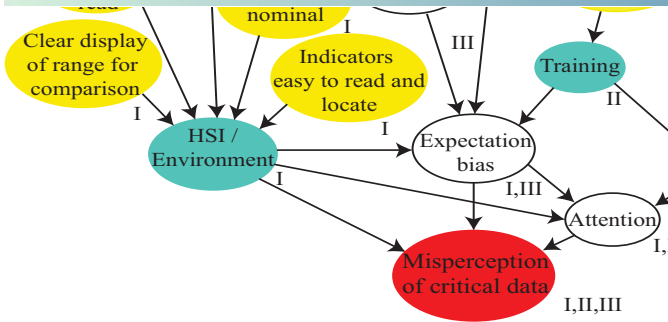 read
nominal
Clear display
of range for
comparison
I
Indicators
easy to read and
locate
III
Training
II
I
I
HSI /
Environment
Expectation
bias
I
I,III
Attention
Misperception
of critical data
I,II,III